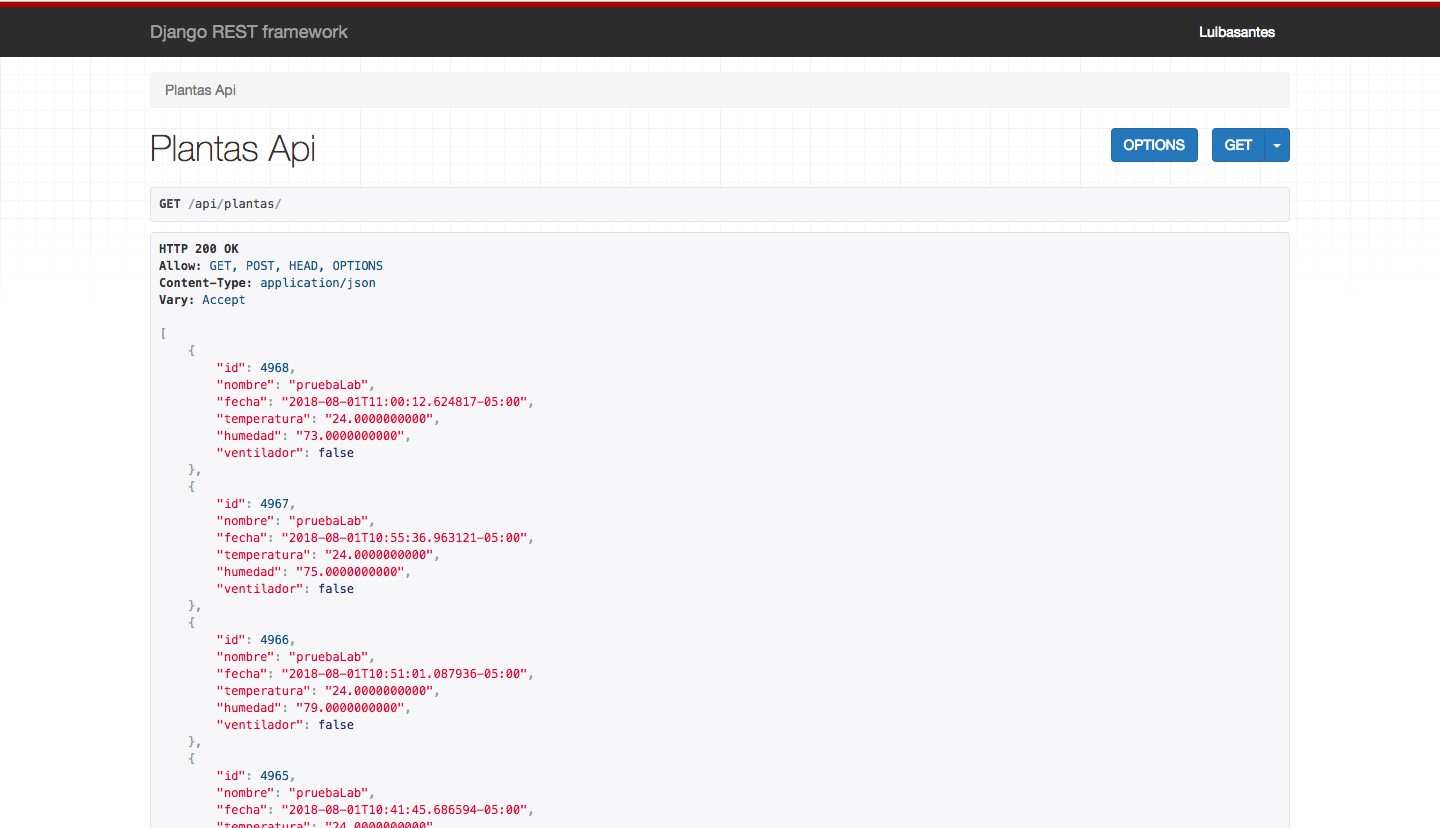 Django REST framework
Luibasantes
Plantas Api
Plantas Api
OPTIONS
GET
GET /api/plantas/
HTTP 200 OK
Allow: GET, POST, HEAD, OPTIONS
Content-Type: application/json
Vary: Accept
[
{
"id": 4968,
"nombre": "pruebaLab",
"fecha": "2018-08-01T11:00:12.624817-05:00",
"temperatura": "24.0000000000",
"humedad": "73.0000000000",
"ventilador": false
},
{
"id": 4967,
"nombre": "pruebaLab",
"fecha": "2018-08-01T10:55:36.963121-05:00",
"temperatura": "24.0000000000",
"humedad": "75.0000000000",
"ventilador": false
},
{
"id": 4966,
"nombre": "pruebaLab",
"fecha": "2018-08-01T10:51:01.087936-05:00",
"temperatura": "24.0000000000",
"humedad": "79.0000000000",
"ventilador": false
},
{
"id": 4965,
"nombre": "pruebaLab",
"fecha": "2018-08-01T10:41:45.686594-05:00",
"temperatura": "24.0000000000"